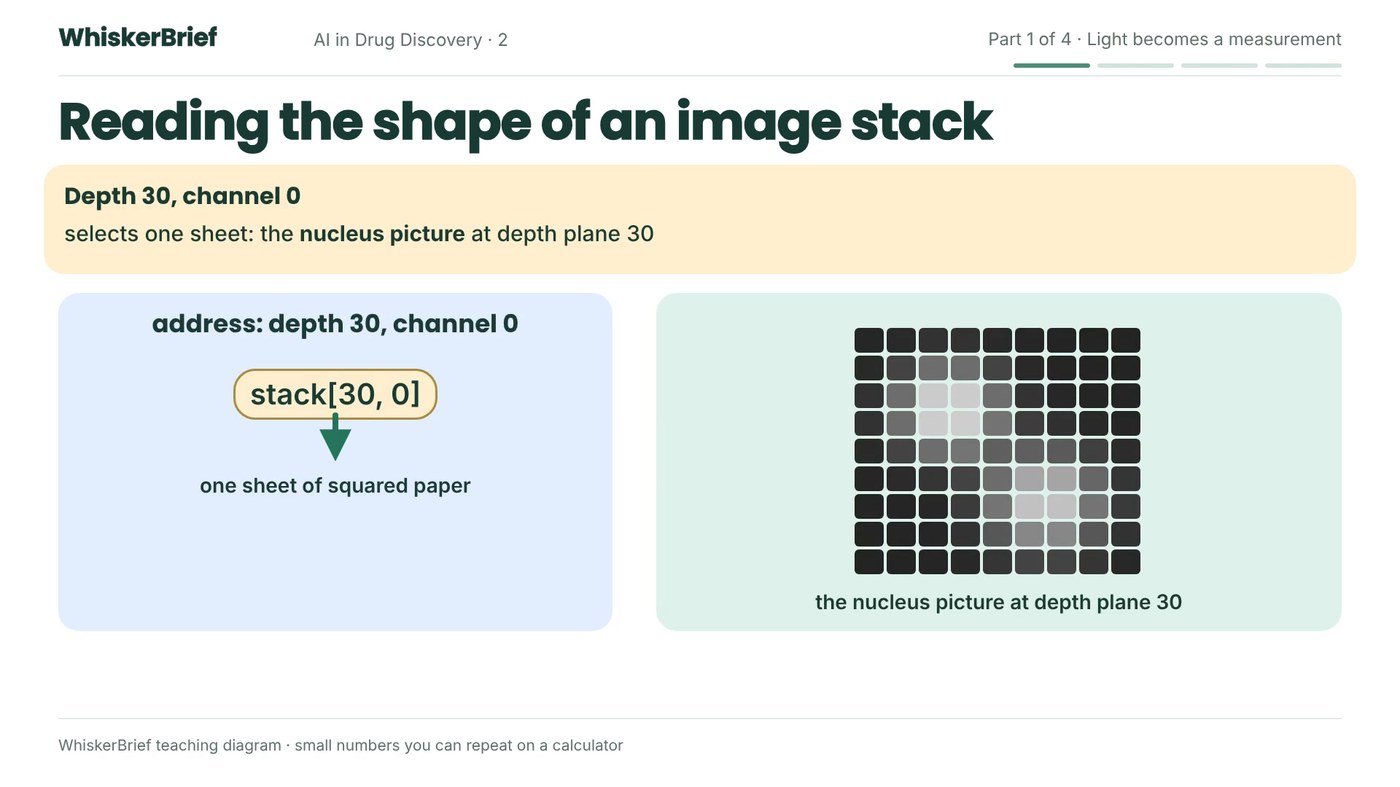 WhiskerBrief
AI in Drug Discovery · 2
Part 1 of 4 · Light becomes a measurement
Reading the shape of an image stack
Depth 30, channel 0
selects one sheet: the nucleus picture at depth plane 30
address: depth 30, channel 0
stack[30, 0]
one sheet of squared paper
the nucleus picture at depth plane 30
WhiskerBrief teaching diagram · small numbers you can repeat on a calculator